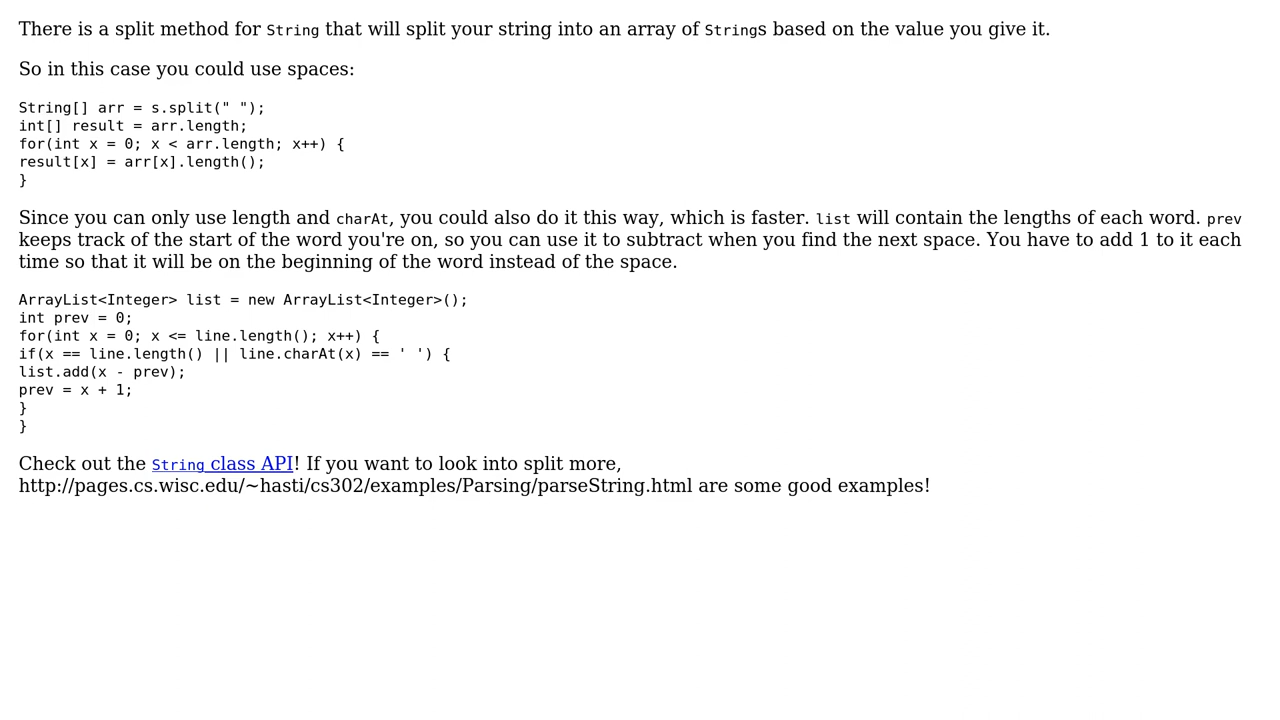 There is a split method for String that will split your string into an array of Strings based on the value you give it.
So in this case you could use spaces:
String[] arr = s.split(" ");
int[] result = arr.length;
for(int x = 0; x < arr.length; x++) {
result[x] = arr[x].length();
}
Since you can only use length and charAt, you could also do it this way, which is faster. list will contain the lengths of each word. prev
keeps track of the start of the word you're on, so you can use it to subtract when you find the next space. You have to add 1 to it each
time so that it will be on the beginning of the word instead of the space.
ArrayList<Integer> list = new ArrayList<Integer>();
int prev = 0;
for(int x = 0; x <= line.length(); x++) {
if(x == line.length() || line.charAt(x) == ' ') {
list.add(x - prev);
prev = x + 1;
}
}
Check out the String class API! If you want to look into split more,
http://pages.cs.wisc.edu/~hasti/cs302/examples/Parsing/parseString.html are some good examples!